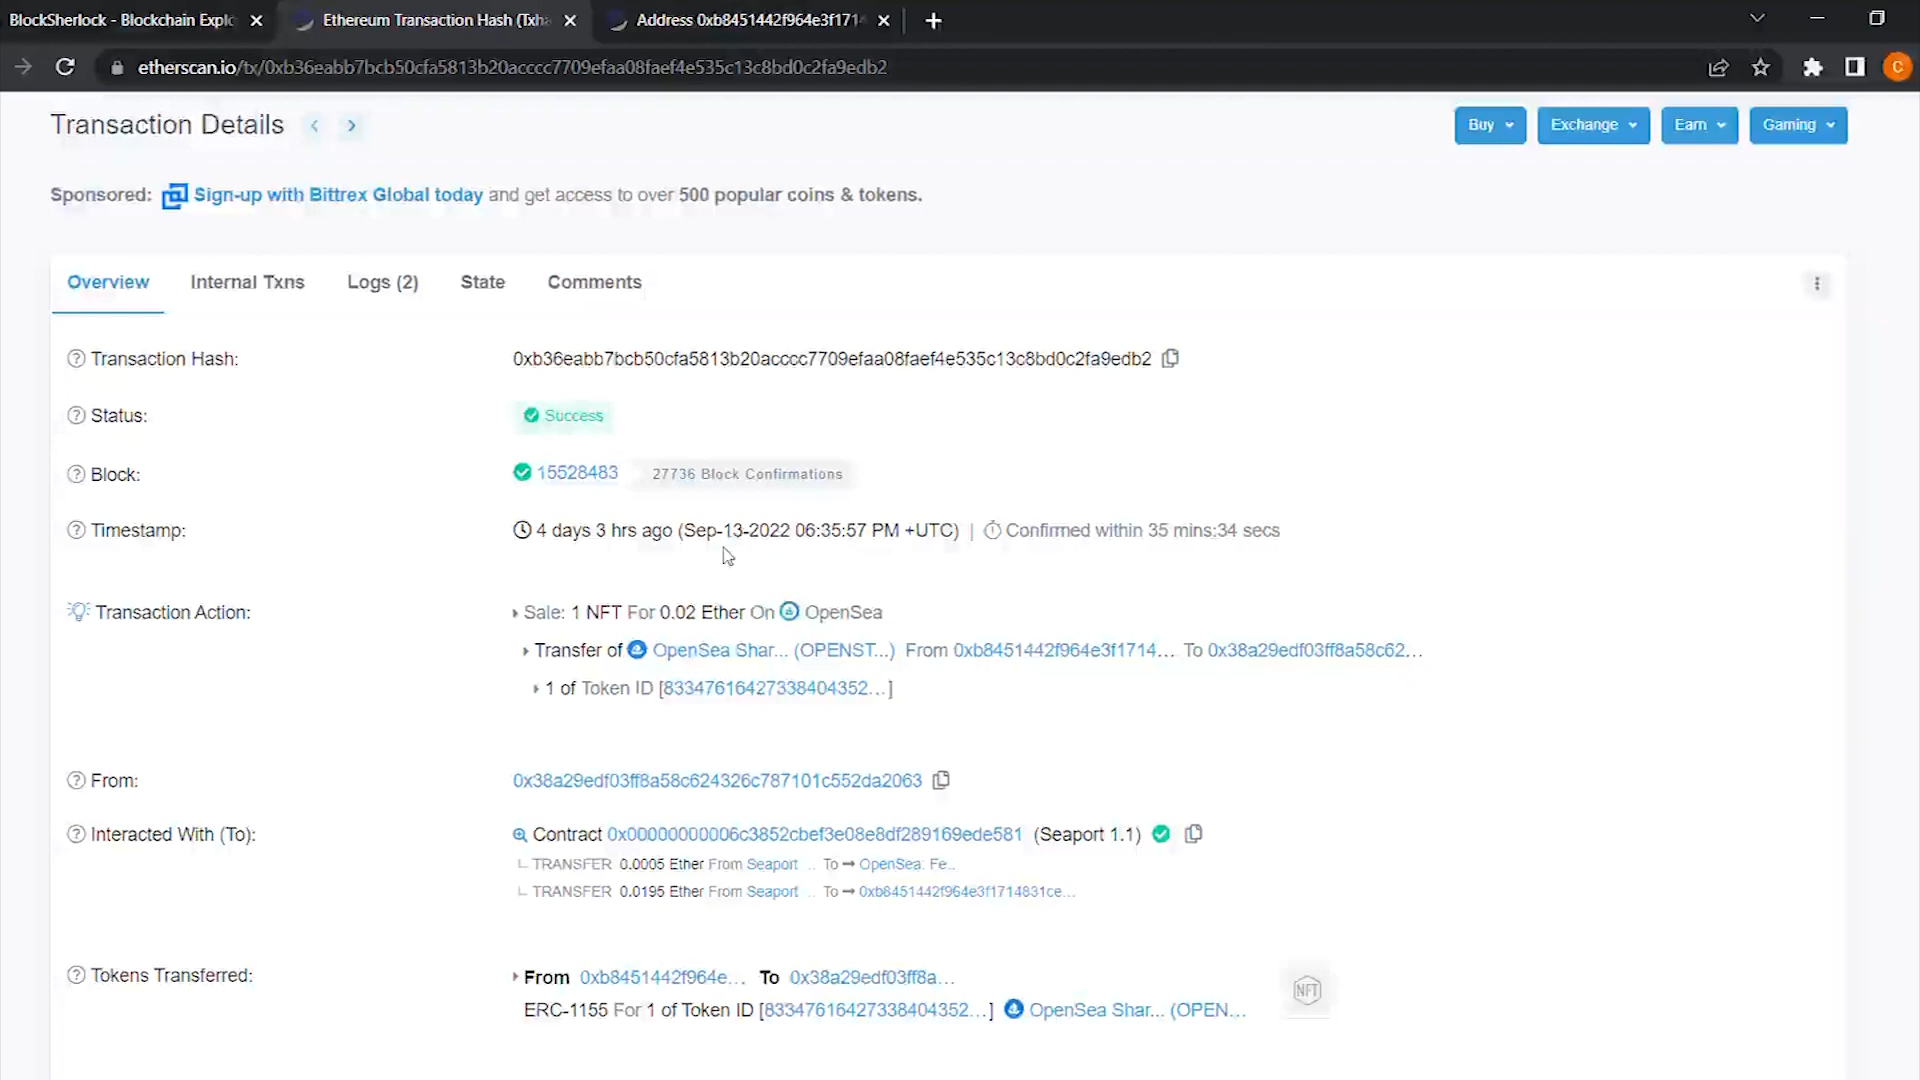 BlockSherlock - Blockchain Explo
Ethereum Transaction Hash (Txha
Address 0xb8451442f964e3f1714
etherscan.io/tx/0xb36eabb7bcb50cfa5813b20acccc7709efaa08faef4e535c13c8bd0c2fa9edb2
C
Transaction Details
Buy
Exchange
Earn
Gaming
Sponsored: Sign-up with Bittrex Global today and get access to over 500 popular coins & tokens.
Overview
Internal Txns
Logs (2)
State
Comments
Transaction Hash:
0xb36eabb7bcb50cfa5813b20acccc7709efaa08faef4e535c13c8bd0c2fa9edb2
Status:
Success
Block:
15528483
27736 Block Confirmations
Timestamp:
4 days 3 hrs ago (Sep-13-2022 06:35:57 PM +UTC) | Confirmed within 35 mins:34 secs
Transaction Action:
Sale: 1 NFT For 0.02 Ether On OpenSea
Transfer of OpenSea Shar... (OPENST...) From 0xb8451442f964e3f1714... To 0x38a29edf03ff8a58c62...
1 of Token ID [83347616427338404352...]
From:
0x38a29edf03ff8a58c624326c787101c552da2063
Interacted With (To):
Contract 0x00000000006c3852cbef3e08e8df289169ede581 (Seaport 1.1)
TRANSFER 0.0005 Ether From Seaport .. To → OpenSea: Fe..
TRANSFER 0.0195 Ether From Seaport .. To → 0xb8451442f964e3f1714831ce...
Tokens Transferred:
From 0xb8451442f964e... To 0x38a29edf03ff8a...
ERC-1155 For 1 of Token ID [83347616427338404352...] OpenSea Shar... (OPEN...
NFT